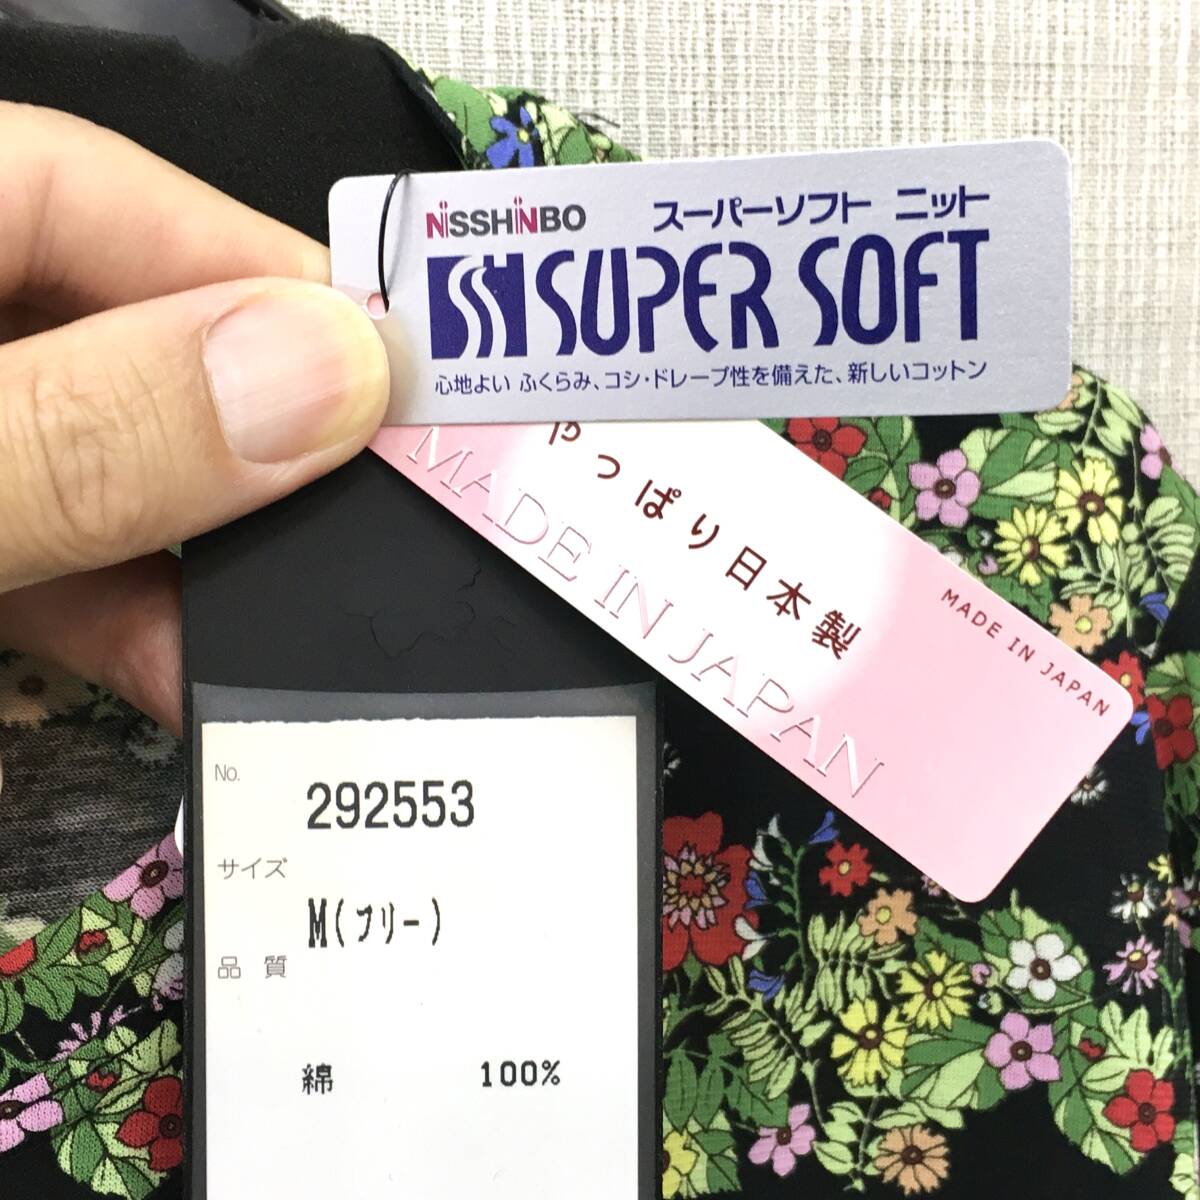 NISSHINBO スーパーソフト ニット
SUPER SOFT
心地よい ふくらみ、コシ・ドレープ性を備えた、新しいコットン
やっぱり日本製
MADE IN JAPAN
MADE IN JAPAN
No.
292553
サイズ
M(フリー)
品 質
綿 100%